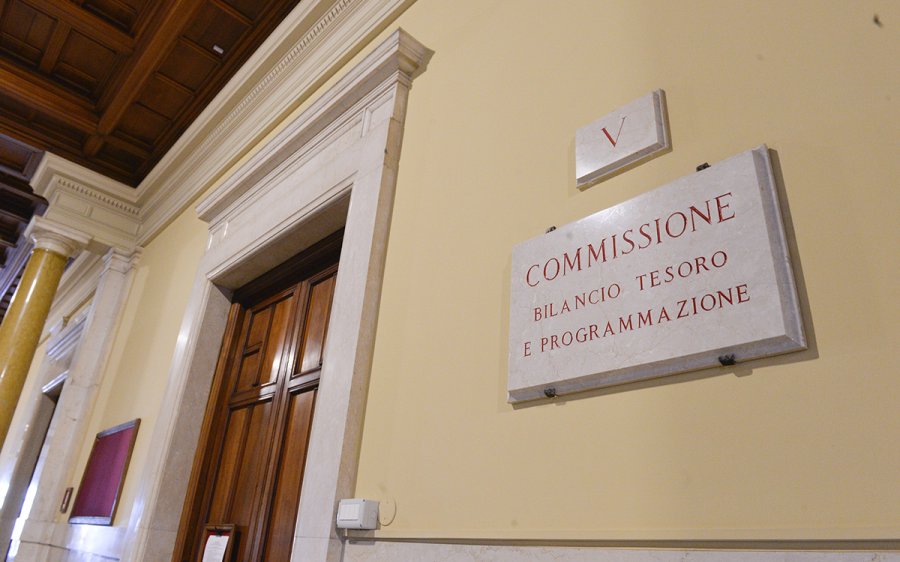 V
COMMISSIONE
BILANCIO TESORO
E PROGRAMMAZIONE